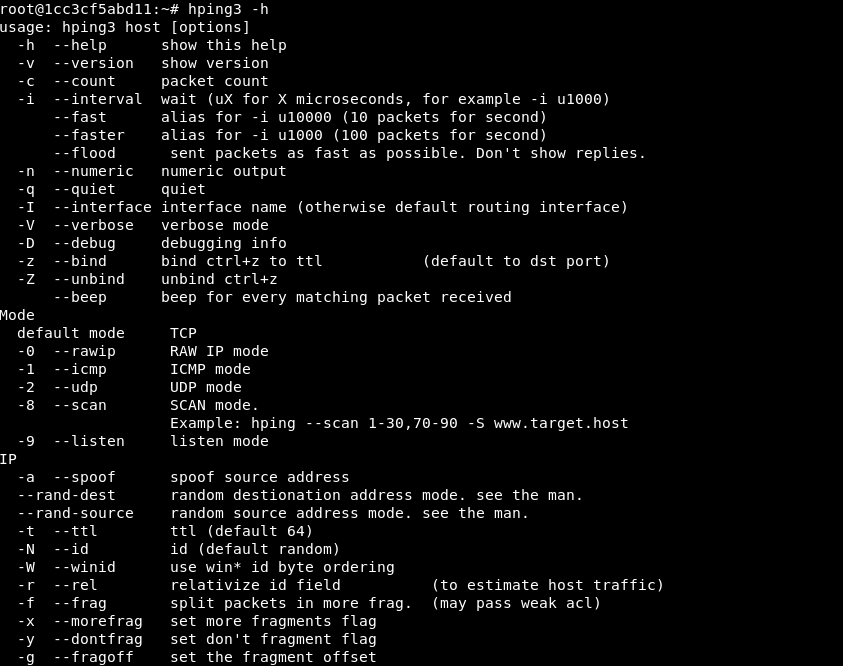 root@1cc3cf5abd11:~# hping3 -h
usage: hping3 host [options]
  -h  --help      show this help
  -v  --version   show version
  -c  --count     packet count
  -i  --interval  wait (uX for X microseconds, for example -i u1000)
      --fast      alias for -i u10000 (10 packets for second)
      --faster    alias for -i u1000 (100 packets for second)
      --flood      sent packets as fast as possible. Don't show replies.
  -n  --numeric   numeric output
  -q  --quiet     quiet
  -I  --interface interface name (otherwise default routing interface)
  -V  --verbose   verbose mode
  -D  --debug     debugging info
  -z  --bind      bind ctrl+z to ttl           (default to dst port)
  -Z  --unbind    unbind ctrl+z
      --beep      beep for every matching packet received
Mode
  default mode     TCP
  -0  --rawip      RAW IP mode
  -1  --icmp       ICMP mode
  -2  --udp        UDP mode
  -8  --scan       SCAN mode.
                   Example: hping --scan 1-30,70-90 -S www.target.host
  -9  --listen     listen mode
IP
  -a  --spoof      spoof source address
  --rand-dest      random destionation address mode. see the man.
  --rand-source    random source address mode. see the man.
  -t  --ttl        ttl (default 64)
  -N  --id         id (default random)
  -W  --winid      use win* id byte ordering
  -r  --rel        relativize id field          (to estimate host traffic)
  -f  --frag       split packets in more frag.  (may pass weak acl)
  -x  --morefrag   set more fragments flag
  -y  --dontfrag   set don't fragment flag
  -g  --fragoff    set the fragment offset